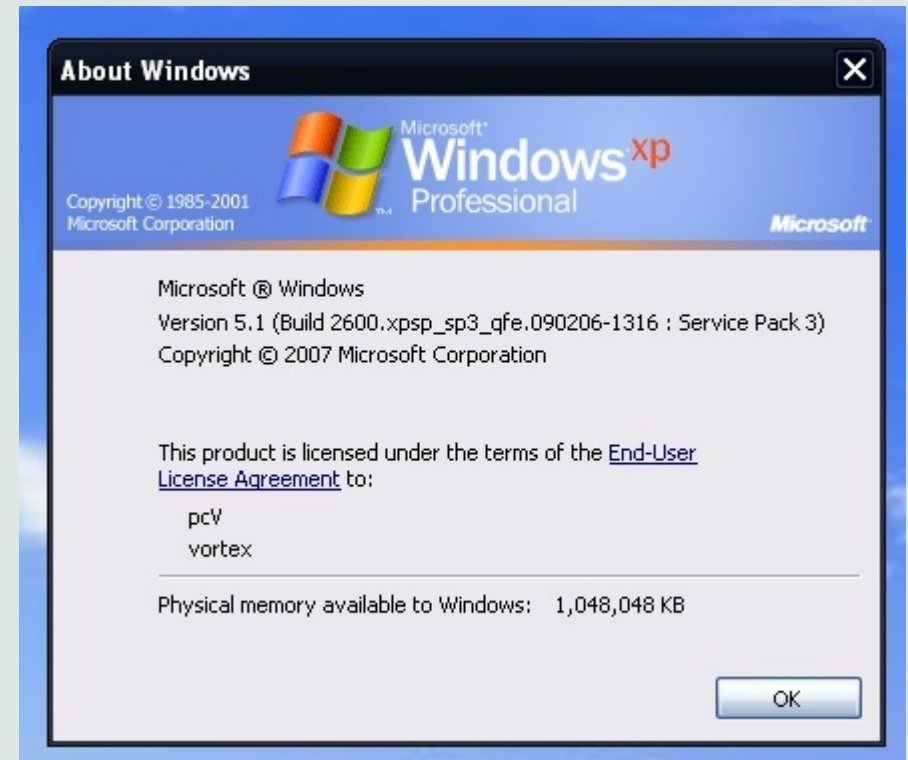 About Windows
Microsoft®
Windows xp
Professional
Copyright © 1985-2001
Microsoft Corporation
TM
Microsoft®
Microsoft ® Windows
Version 5.1 (Build 2600.xpsp_sp3_qfe.090206-1316 : Service Pack 3)
Copyright © 2007 Microsoft Corporation
This product is licensed under the terms of the End-User
License Agreement to:
pcV
vortex
Physical memory available to Windows: 1,048,048 KB
OK